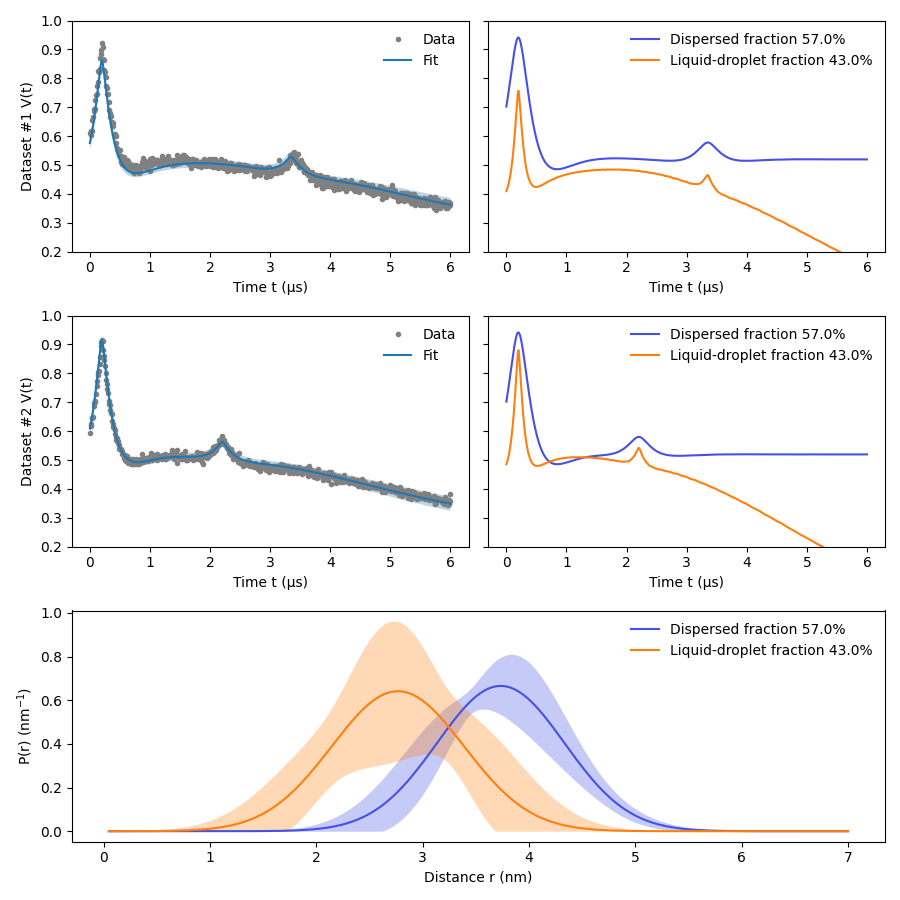 1.0
0.9
0.8
0.7
0.6
0.5
0.4
0.3
0.2
Dataset #1 V(t)
Data
Fit
0 1 2 3 4 5 6
Time t (μs)
Dispersed fraction 57.0%
Liquid-droplet fraction 43.0%
0 1 2 3 4 5 6
Time t (μs)
1.0
0.9
0.8
0.7
0.6
0.5
0.4
0.3
0.2
Dataset #2 V(t)
Data
Fit
0 1 2 3 4 5 6
Time t (μs)
Dispersed fraction 57.0%
Liquid-droplet fraction 43.0%
0 1 2 3 4 5 6
Time t (μs)
1.0
0.8
0.6
0.4
0.2
0.0
P(r) (nm⁻¹)
Dispersed fraction 57.0%
Liquid-droplet fraction 43.0%
0 1 2 3 4 5 6 7
Distance r (nm)